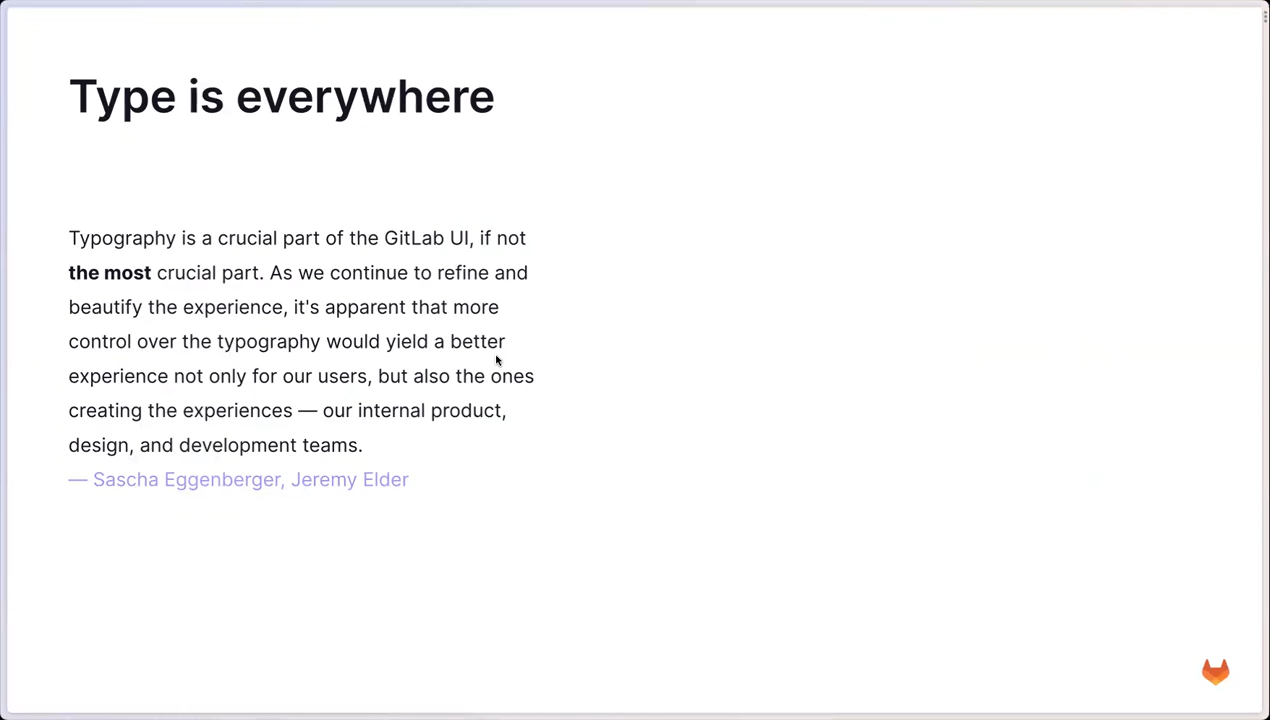 Type is everywhere
Typography is a crucial part of the GitLab UI, if not
the most crucial part. As we continue to refine and
beautify the experience, it's apparent that more
control over the typography would yield a better
experience not only for our users, but also the ones
creating the experiences — our internal product,
design, and development teams.
— Sascha Eggenberger, Jeremy Elder